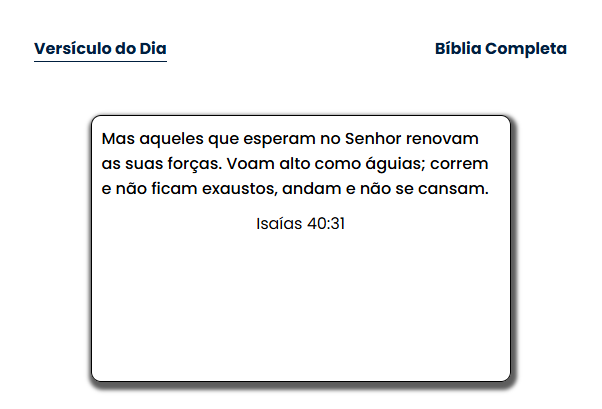 Versículo do Dia
Bíblia Completa
Mas aqueles que esperam no Senhor renovam
as suas forças. Voam alto como águias; correm
e não ficam exaustos, andam e não se cansam.
Isaías 40:31